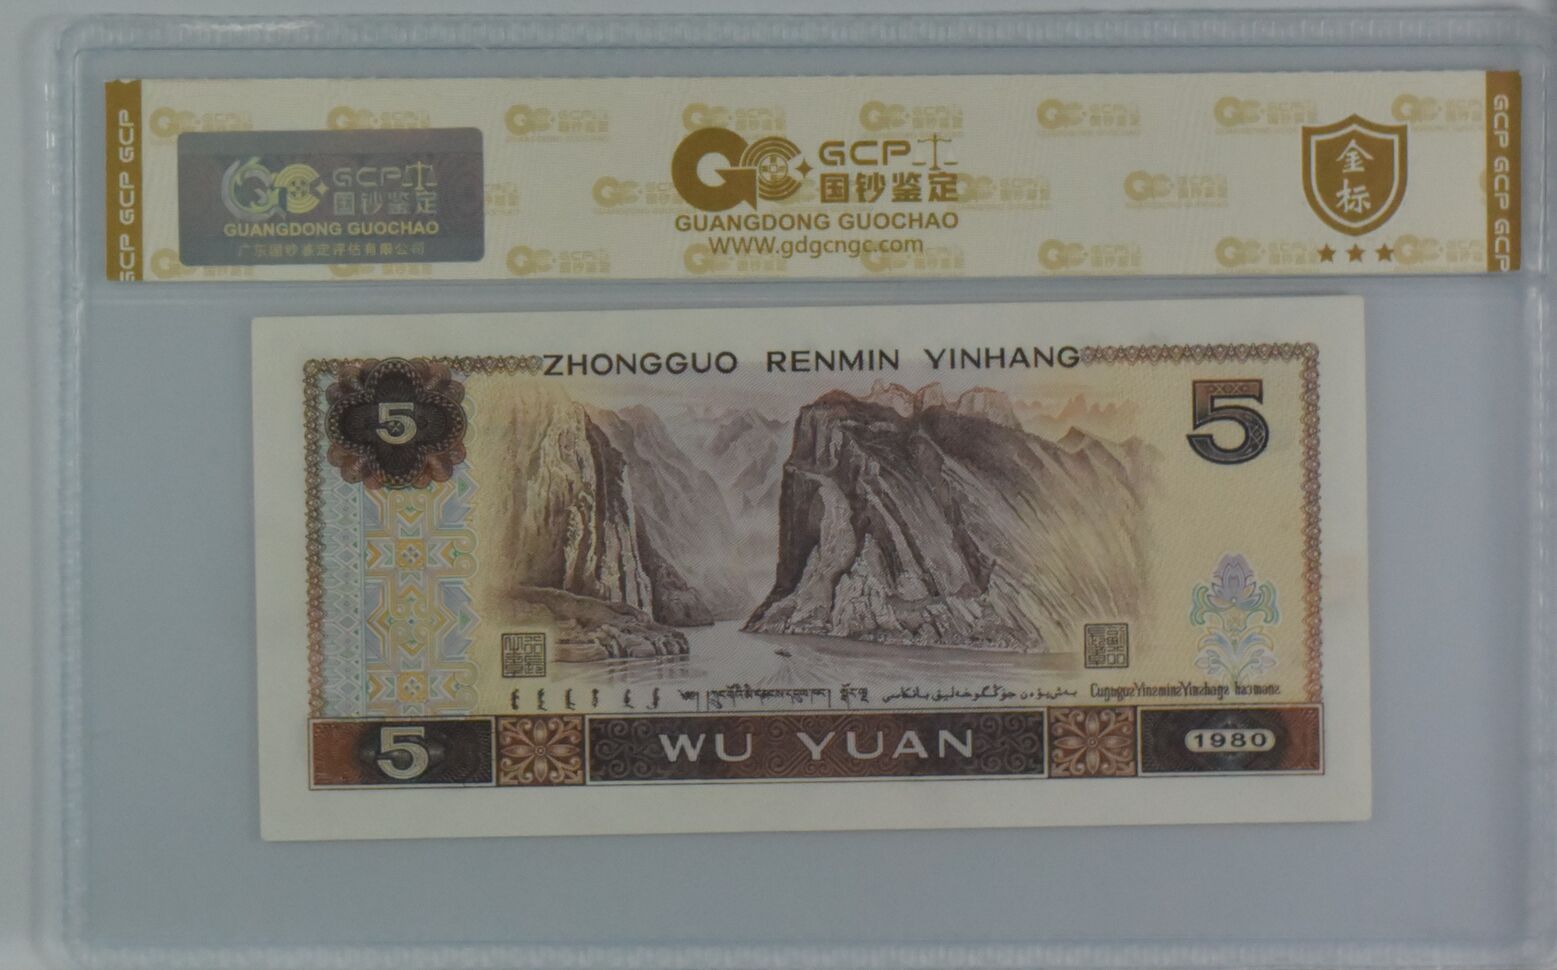 GCP GCP GCP
GCP
国钞鉴定
GUANGDONG GUOCHAO
广东国钞鉴定评估有限公司
GCP
国钞鉴定
GUANGDONG GUOCHAO
WWW.gdgcngc.com
金
标
GCP GCP GCP
ZHONGGUO RENMIN YINHANG
5
5
5
WU YUAN
1980